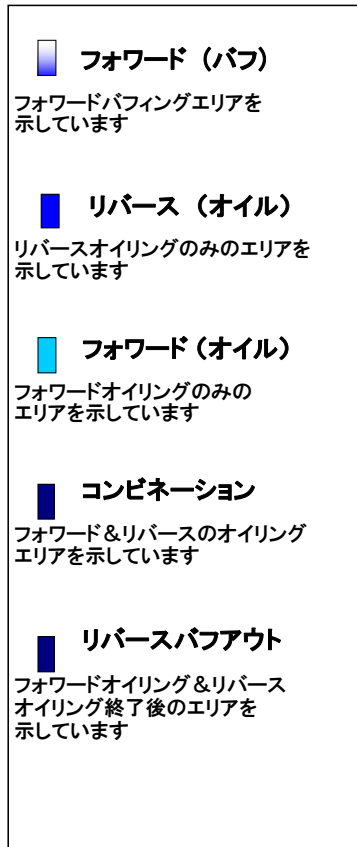 フォワード （バフ）
フォワードバフィングエリアを
示しています
リバース （オイル）
リバースオイリングのみのエリアを
示しています
フォワード（オイル）
フォワードオイリングのみの
エリアを示しています
コンビネーション
フォワード＆リバースのオイリング
エリアを示しています
リバースバフアウト
フォワードオイリング＆リバース
オイリング終了後のエリアを
示しています